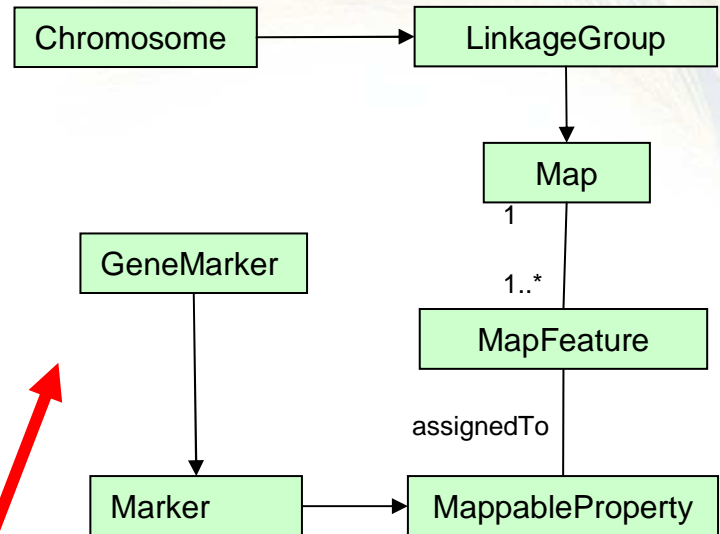 Chromosome
LinkageGroup
Map
1
GeneMarker
1..*
MapFeature
assignedTo
Marker
MappableProperty